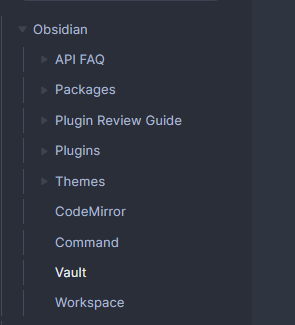 Obsidian
API FAQ
Packages
Plugin Review Guide
Plugins
Themes
CodeMirror
Command
Vault
Workspace